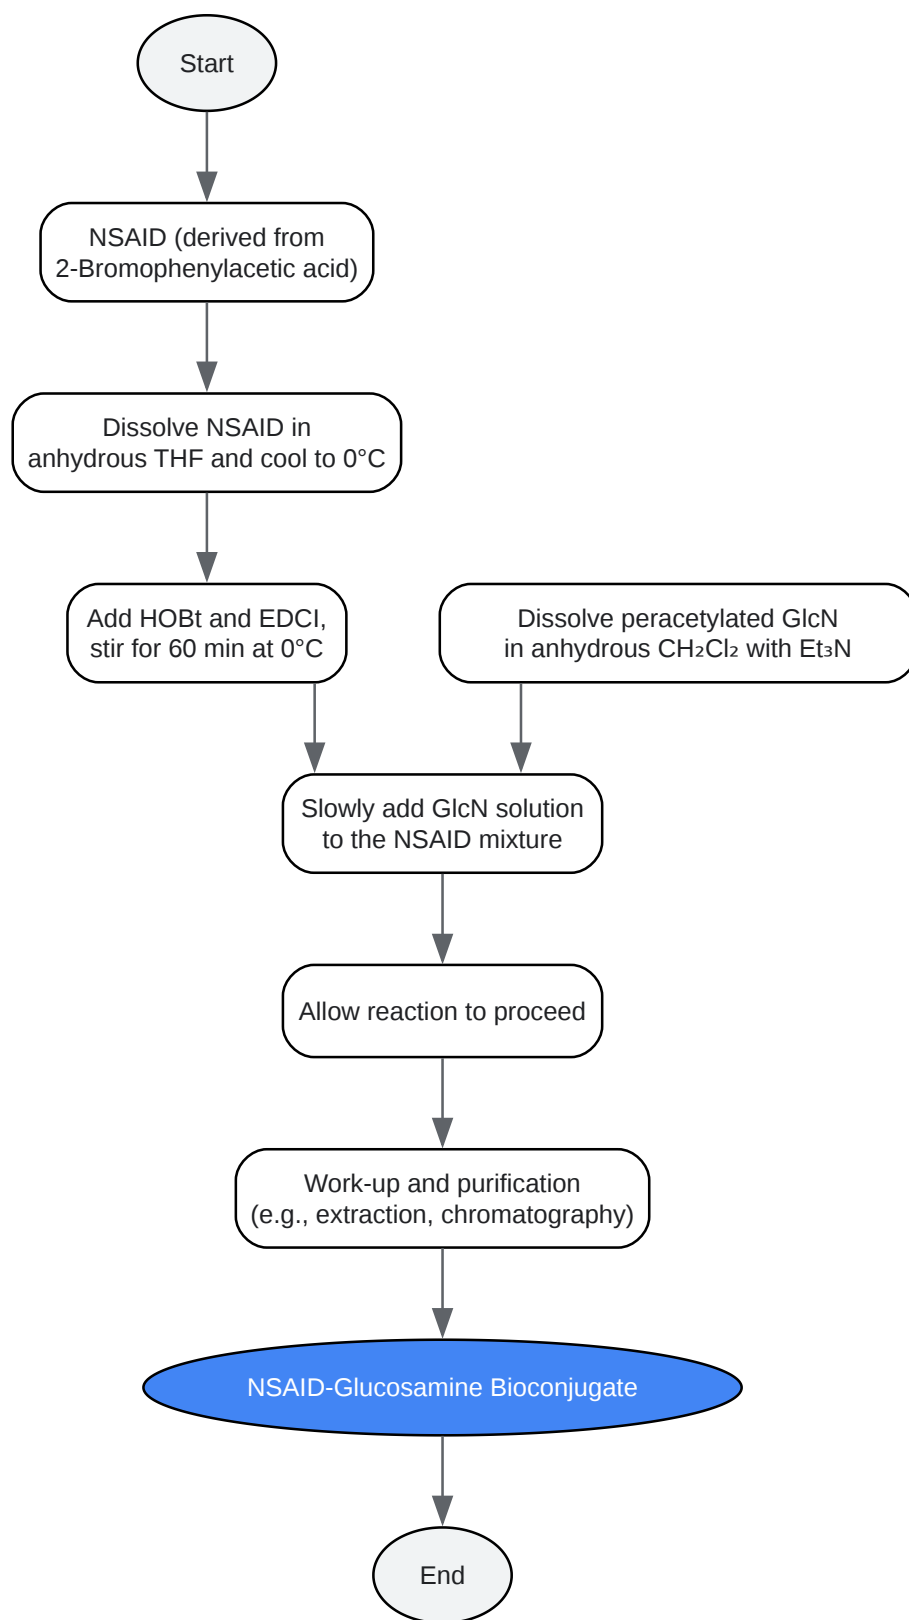 Start
NSAID (derived from
2-Bromophenylacetic acid)
Dissolve NSAID in
anhydrous THF and cool to 0°C
Add HOBt and EDCI,
stir for 60 min at 0°C
Dissolve peracetylated GlcN
in anhydrous CH₂Cl₂ with Et₃N
Slowly add GlcN solution
to the NSAID mixture
Allow reaction to proceed
Work-up and purification
(e.g., extraction, chromatography)
NSAID-Glucosamine Bioconjugate
End